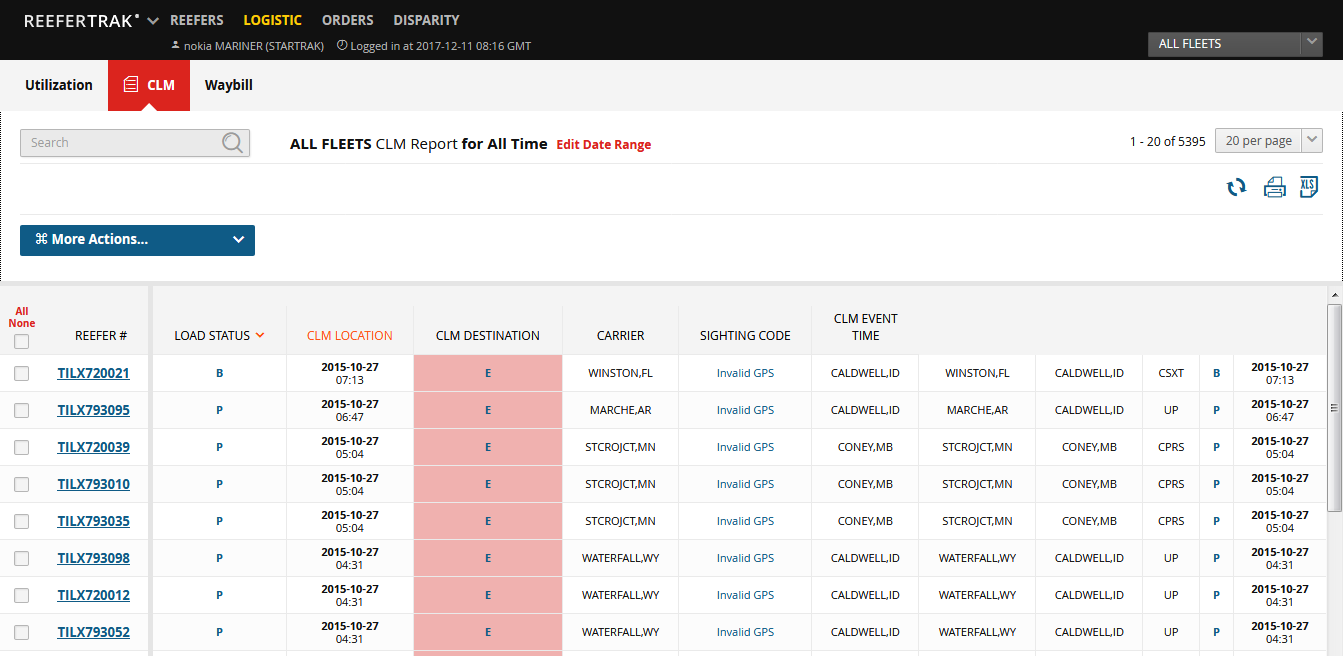 REEFERTRAK REEFERS LOGISTIC ORDERS DISPARITY
nokia MARINER (STARTRAK) Logged in at 2017-12-11 08:16 GMT
ALL FLEETS
Utilization CLM Waybill
Search ALL FLEETS CLM Report for All Time Edit Date Range 1 - 20 of 5395 20 per page
XLS
⌘ More Actions...
All
None
REEFER # LOAD STATUS CLM LOCATION CLM DESTINATION CARRIER SIGHTING CODE CLM EVENT
TIME
TILX720021 B 2015-10-27 E WINSTON,FL Invalid GPS CALDWELL,ID WINSTON,FL CALDWELL,ID CSXT B 2015-10-27
07:13 07:13
TILX793095 P 2015-10-27 E MARCHE,AR Invalid GPS CALDWELL,ID MARCHE,AR CALDWELL,ID UP P 2015-10-27
06:47 06:47
TILX720039 P 2015-10-27 E STCROJCT,MN Invalid GPS CONEY,MB STCROJCT,MN CONEY,MB CPRS P 2015-10-27
05:04 05:04
TILX793010 P 2015-10-27 E STCROJCT,MN Invalid GPS CONEY,MB STCROJCT,MN CONEY,MB CPRS P 2015-10-27
05:04 05:04
TILX793035 P 2015-10-27 E STCROJCT,MN Invalid GPS CONEY,MB STCROJCT,MN CONEY,MB CPRS P 2015-10-27
05:04 05:04
TILX793098 P 2015-10-27 E WATERFALL,WY Invalid GPS CALDWELL,ID WATERFALL,WY CALDWELL,ID UP P 2015-10-27
04:31 04:31
TILX720012 P 2015-10-27 E WATERFALL,WY Invalid GPS CALDWELL,ID WATERFALL,WY CALDWELL,ID UP P 2015-10-27
04:31 04:31
TILX793052 P 2015-10-27 E WATERFALL,WY Invalid GPS CALDWELL,ID WATERFALL,WY CALDWELL,ID UP P 2015-10-27
04:31 04:31